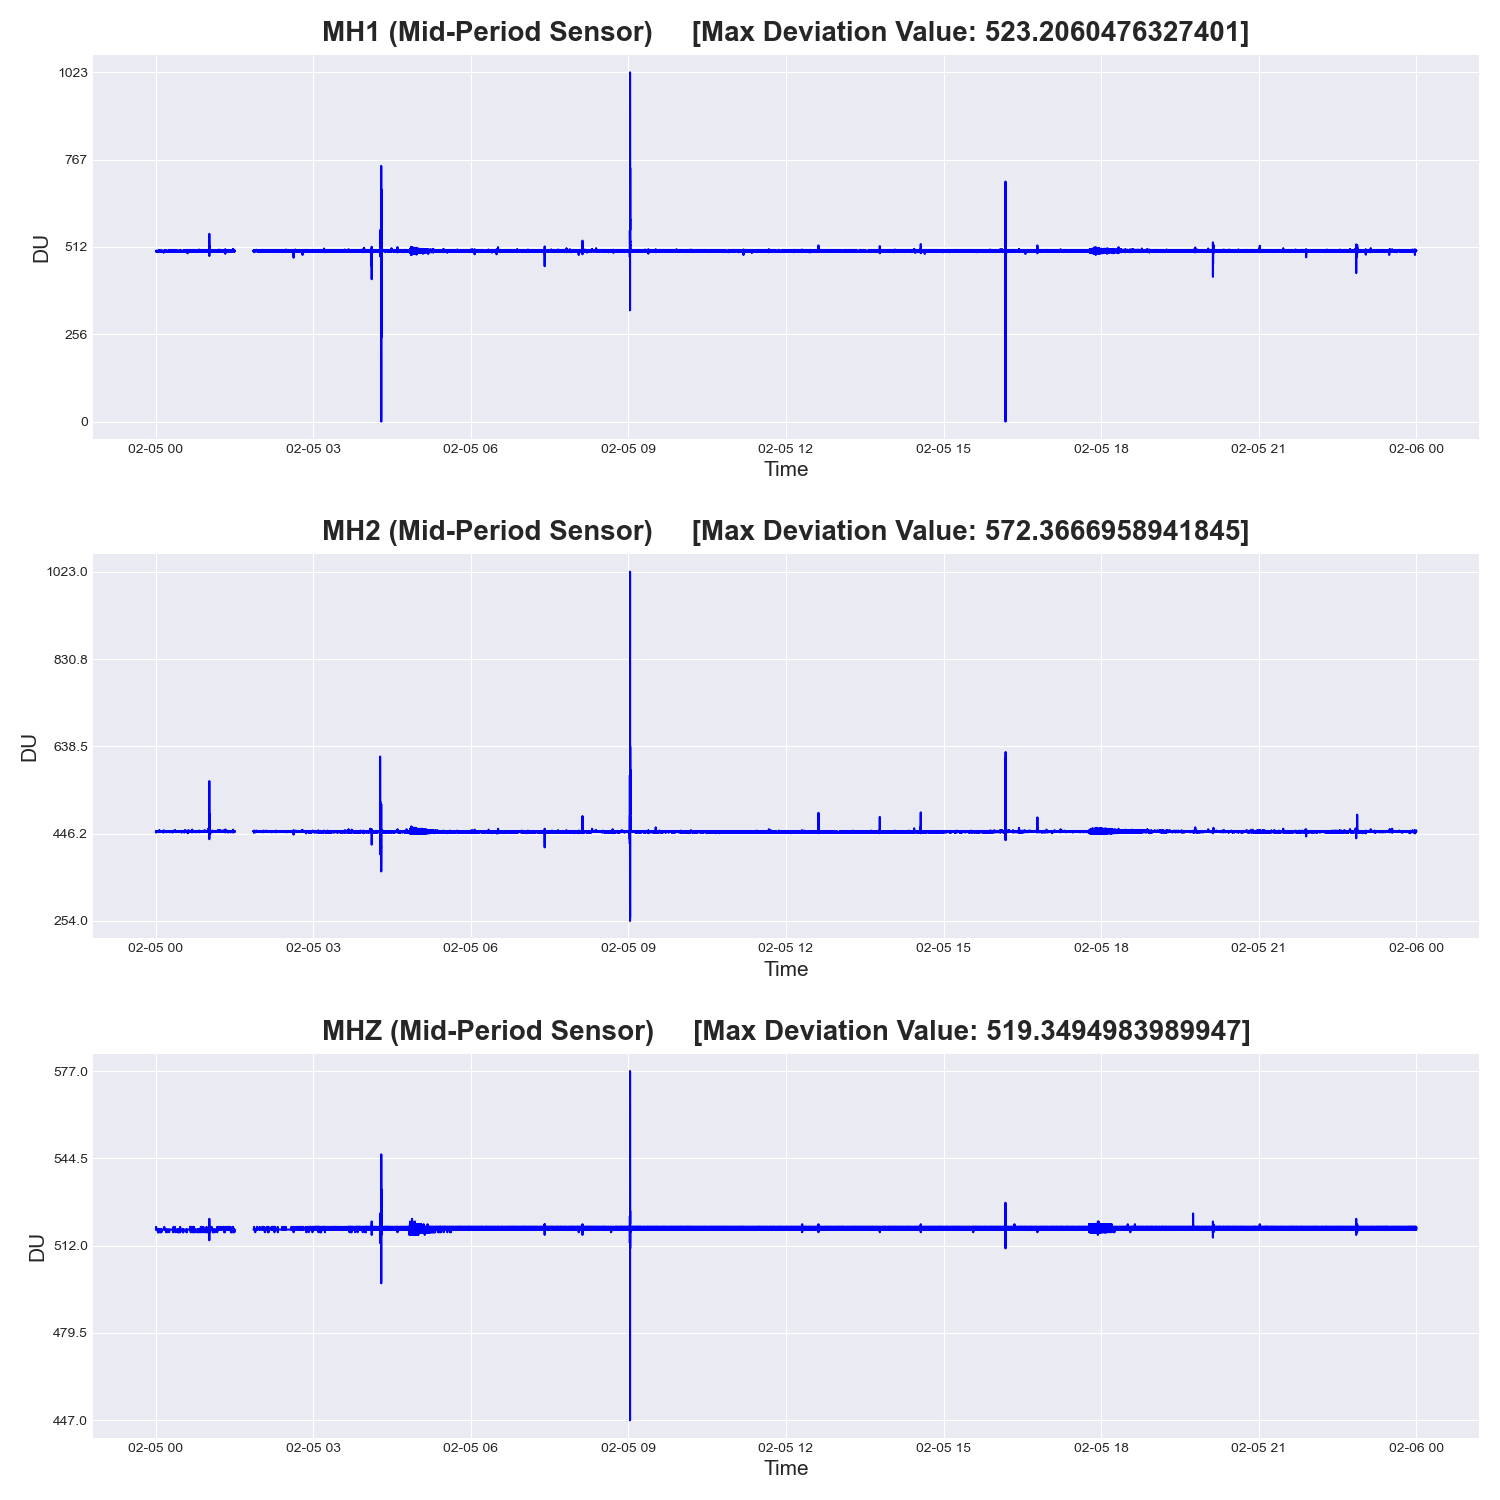 MH1 (Mid-Period Sensor) [Max Deviation Value: 523.2060476327401]
1023
767
512
256
0
DU
02-05 00 02-05 03 02-05 06 02-05 09 02-05 12 02-05 15 02-05 18 02-05 21 02-06 00
Time
MH2 (Mid-Period Sensor) [Max Deviation Value: 572.3666958941845]
1023.0
830.8
638.5
446.2
254.0
DU
02-05 00 02-05 03 02-05 06 02-05 09 02-05 12 02-05 15 02-05 18 02-05 21 02-06 00
Time
MHZ (Mid-Period Sensor) [Max Deviation Value: 519.3494983989947]
577.0
544.5
512.0
479.5
447.0
DU
02-05 00 02-05 03 02-05 06 02-05 09 02-05 12 02-05 15 02-05 18 02-05 21 02-06 00
Time